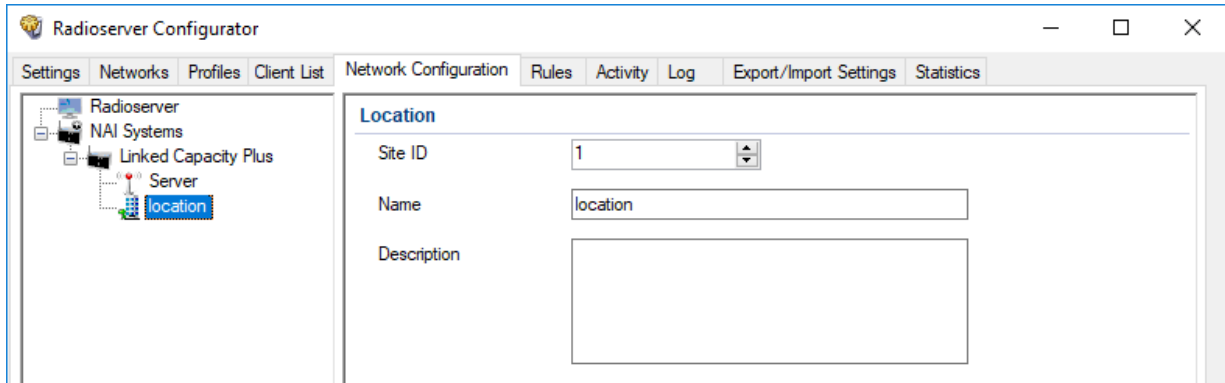 Radioserver Configurator
Settings Networks Profiles Client List Network Configuration Rules Activity Log Export/Import Settings Statistics
Radioserver
NAI Systems
Linked Capacity Plus
Server
location
Location
Site ID 1
Name location
Description